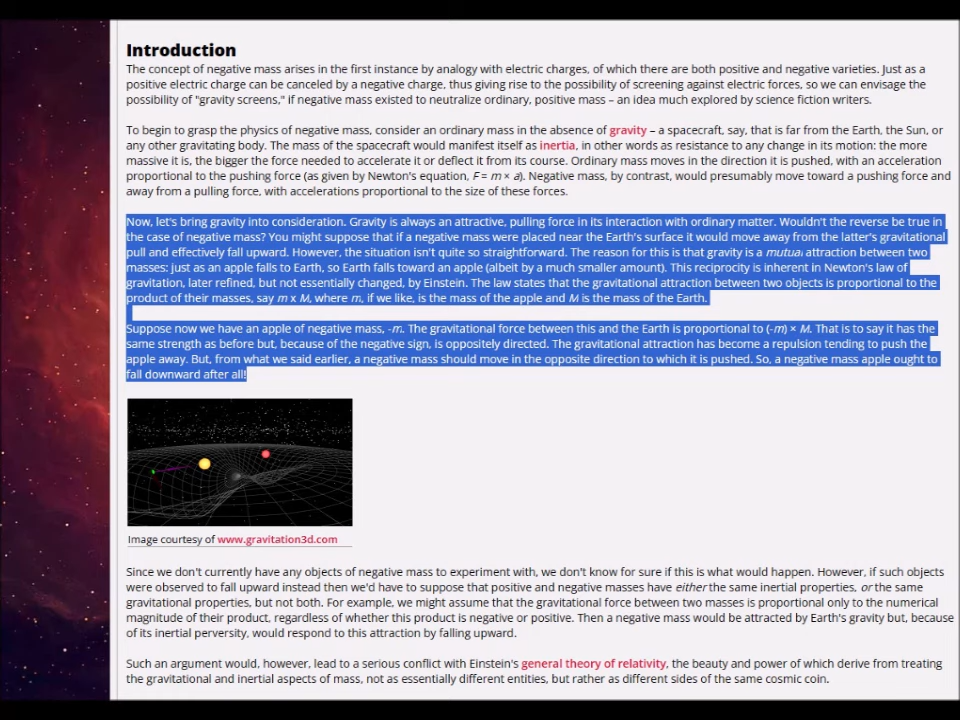 Introduction
The concept of negative mass arises in the first instance by analogy with electric charges, of which there are both positive and negative varieties. Just as a
positive electric charge can be canceled by a negative charge, thus giving rise to the possibility of screening against electric forces, so we can envisage the
possibility of "gravity screens," if negative mass existed to neutralize ordinary, positive mass – an idea much explored by science fiction writers.
To begin to grasp the physics of negative mass, consider an ordinary mass in the absence of gravity – a spacecraft, say, that is far from the Earth, the Sun, or
any other gravitating body. The mass of the spacecraft would manifest itself as inertia, in other words as resistance to any change in its motion: the more
massive it is, the bigger the force needed to accelerate it or deflect it from its course. Ordinary mass moves in the direction it is pushed, with an acceleration
proportional to the pushing force (as given by Newton's equation, F = m × a). Negative mass, by contrast, would presumably move toward a pushing force and
away from a pulling force, with accelerations proportional to the size of these forces.
Now, let's bring gravity into consideration. Gravity is always an attractive, pulling force in its interaction with ordinary matter. Wouldn't the reverse be true in
the case of negative mass? You might suppose that if a negative mass were placed near the Earth's surface it would move away from the latter's gravitational
pull and effectively fall upward. However, the situation isn't quite so straightforward. The reason for this is that gravity is a mutual attraction between two
masses: just as an apple falls to Earth, so Earth falls toward an apple (albeit by a much smaller amount). This reciprocity is inherent in Newton's law of
gravitation, later refined, but not essentially changed, by Einstein. The law states that the gravitational attraction between two objects is proportional to the
product of their masses, say m x M, where m, if we like, is the mass of the apple and M is the mass of the Earth.
Suppose now we have an apple of negative mass, -m. The gravitational force between this and the Earth is proportional to (-m) × M. That is to say it has the
same strength as before but, because of the negative sign, is oppositely directed. The gravitational attraction has become a repulsion tending to push the
apple away. But, from what we said earlier, a negative mass should move in the opposite direction to which it is pushed. So, a negative mass apple ought to
fall downward after all!
Image courtesy of www.gravitation3d.com
Since we don't currently have any objects of negative mass to experiment with, we don't know for sure if this is what would happen. However, if such objects
were observed to fall upward instead then we'd have to suppose that positive and negative masses have either the same inertial properties, or the same
gravitational properties, but not both. For example, we might assume that the gravitational force between two masses is proportional only to the numerical
magnitude of their product, regardless of whether this product is negative or positive. Then a negative mass would be attracted by Earth's gravity but, because
of its inertial perversity, would respond to this attraction by falling upward.
Such an argument would, however, lead to a serious conflict with Einstein's general theory of relativity, the beauty and power of which derive from treating
the gravitational and inertial aspects of mass, not as essentially different entities, but rather as different sides of the same cosmic coin.